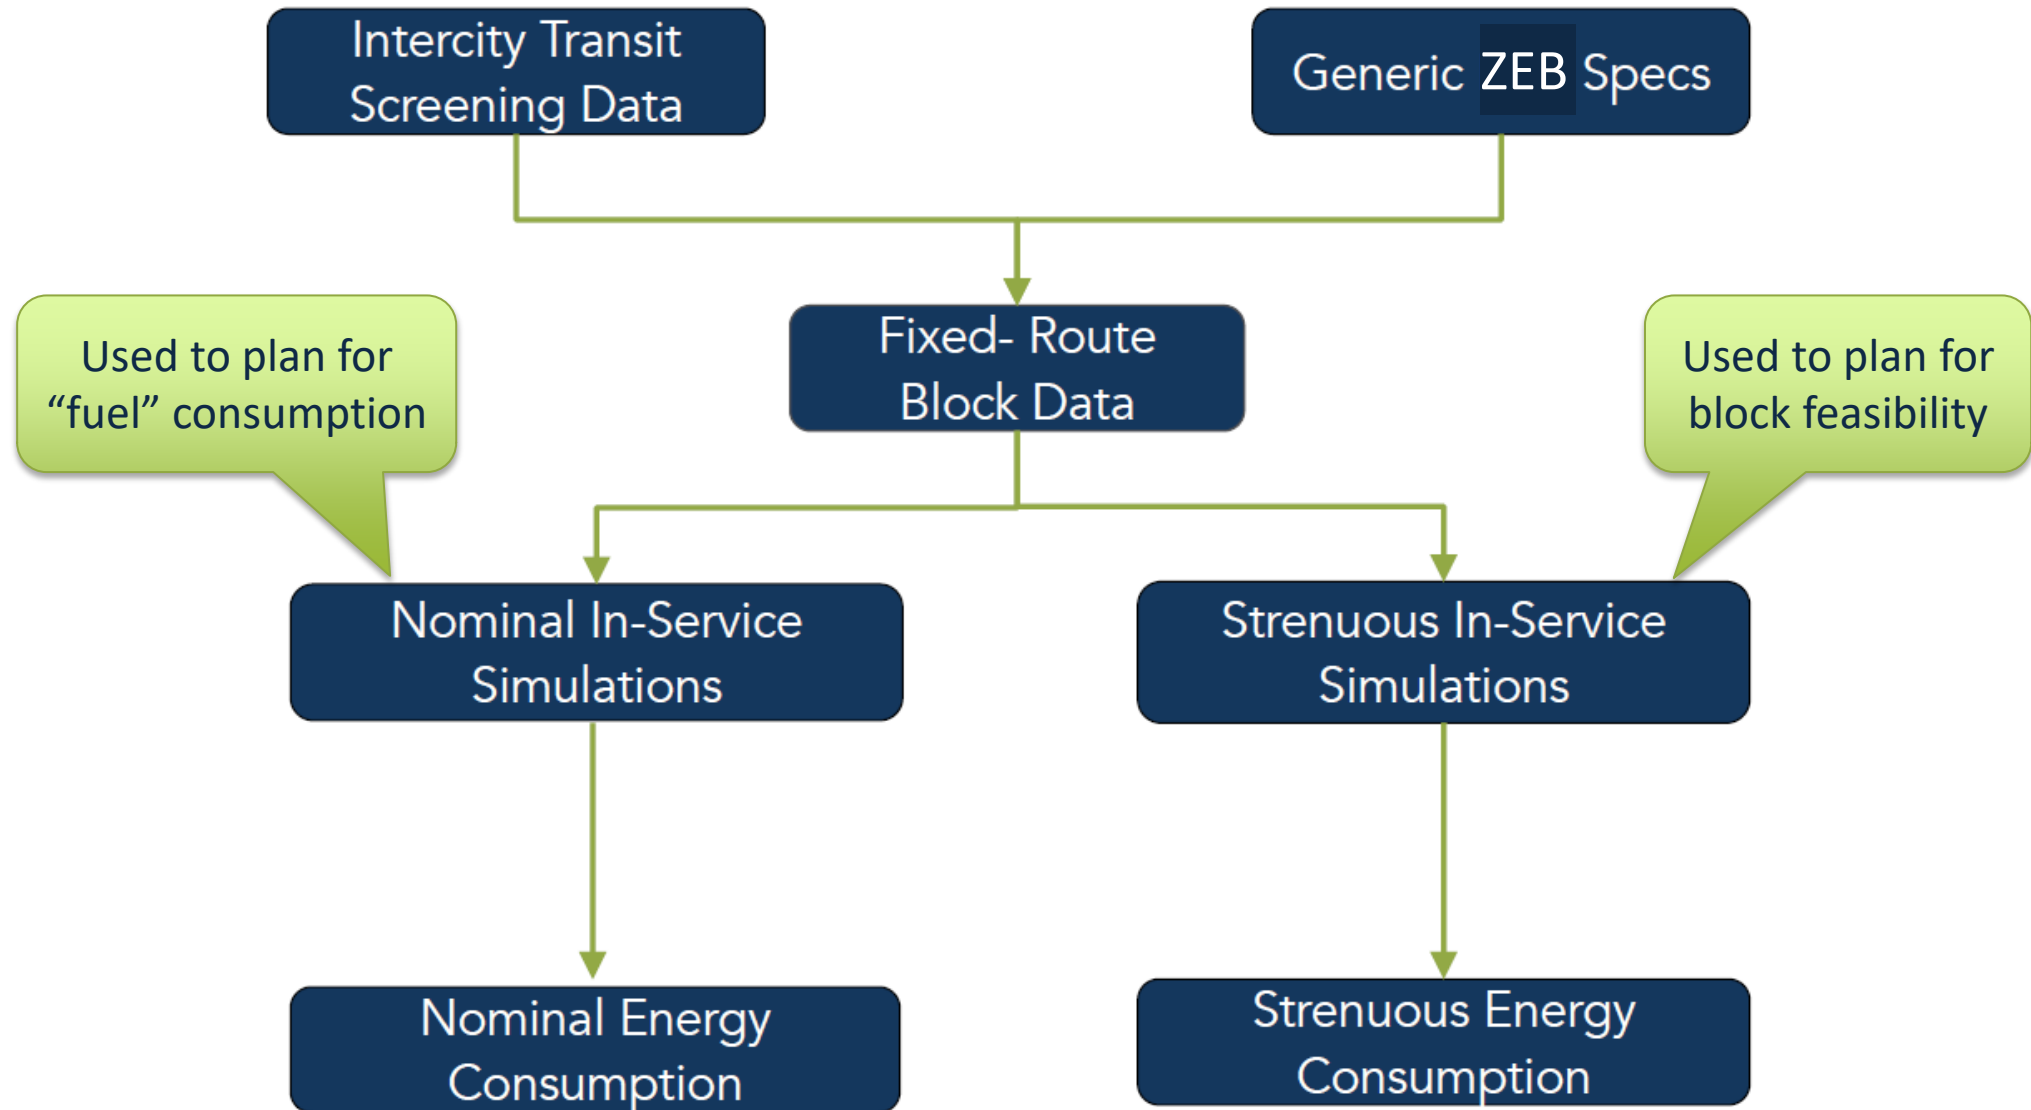 Intercity Transit
Screening Data
Generic ZEB Specs
Used to plan for
“fuel” consumption
Fixed- Route
Block Data
Used to plan for
block feasibility
Nominal In-Service
Simulations
Strenuous In-Service
Simulations
Nominal Energy
Consumption
Strenuous Energy
Consumption